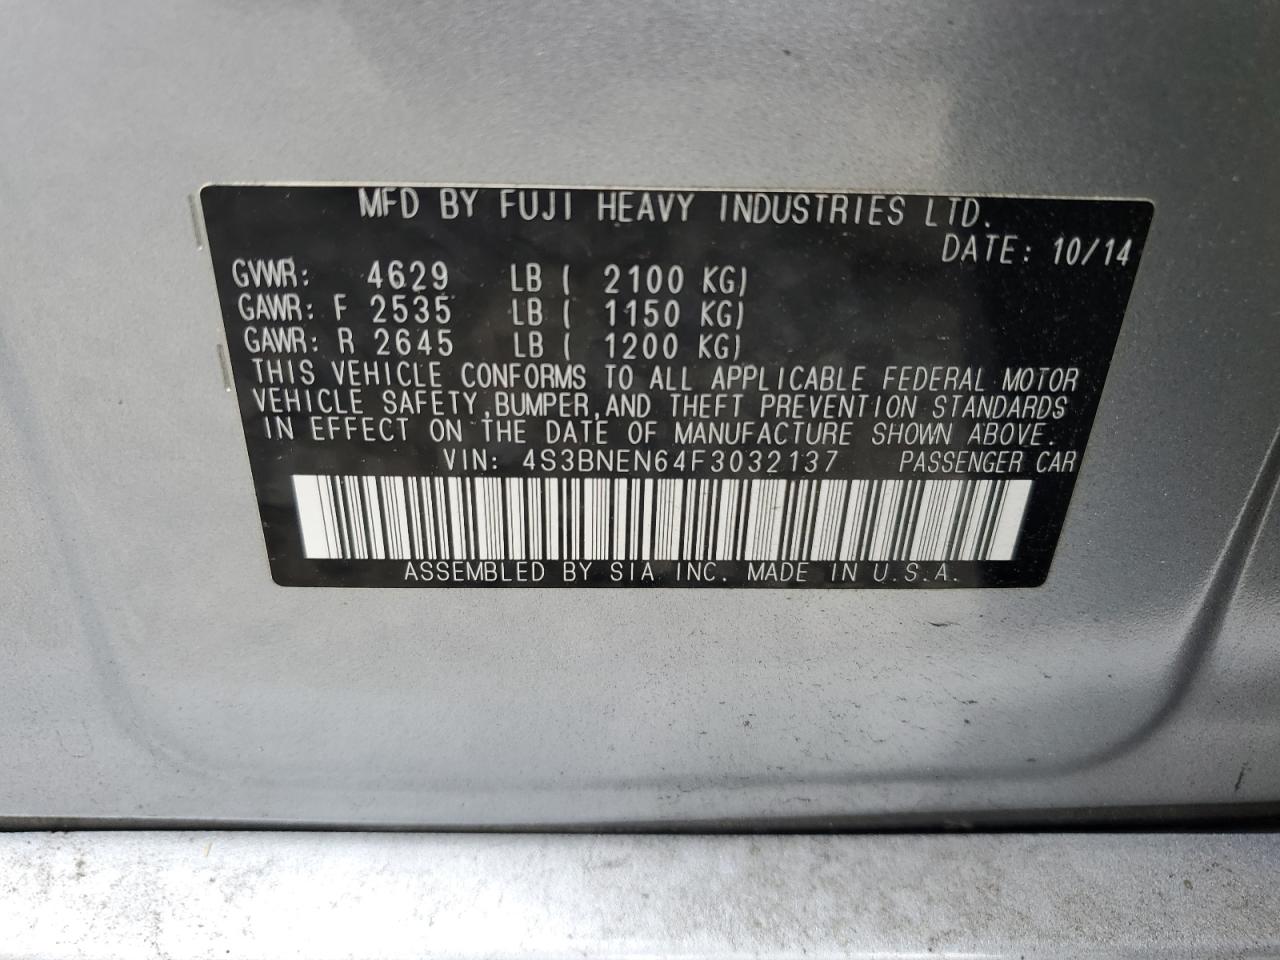 MFD BY FUJI HEAVY INDUSTRIES LTD.
DATE: 10/14
GVWR: 4629 LB ( 2100 KG)
GAWR: F 2535 LB ( 1150 KG)
GAWR: R 2645 LB ( 1200 KG)
THIS VEHICLE CONFORMS TO ALL APPLICABLE FEDERAL MOTOR
VEHICLE SAFETY,BUMPER,AND THEFT PREVENTION STANDARDS
IN EFFECT ON THE DATE OF MANUFACTURE SHOWN ABOVE.
VIN: 4S3BNEN64F3032137 PASSENGER CAR
ASSEMBLED BY SIA INC. MADE IN U.S.A.